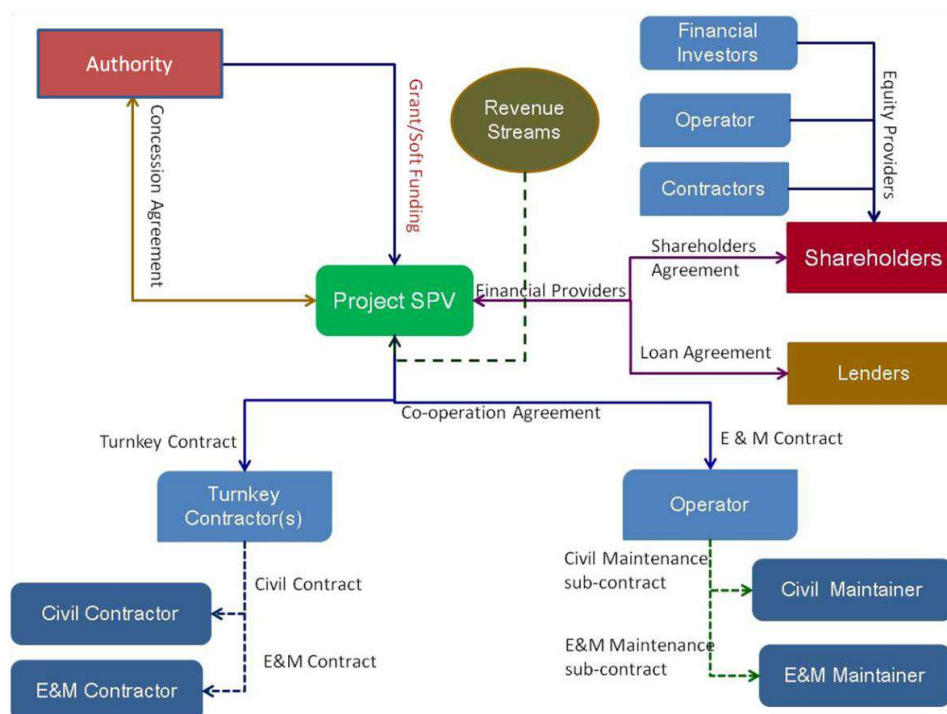 Authority
Financial
Investors
Operator
Contractors
Equity Providers
Shareholders
Revenue
Streams
Grant/Soft Funding
Concession Agreement
Project SPV
Financial Providers
Shareholders
Agreement
Loan Agreement
Lenders
Co-operation Agreement
Turnkey Contract
E & M Contract
Turnkey
Contractor(s)
Operator
Civil Contract
Civil Contractor
E&M Contract
E&M Contractor
Civil Maintenance
sub-contract
Civil Maintainer
E&M Maintenance
sub-contract
E&M Maintainer